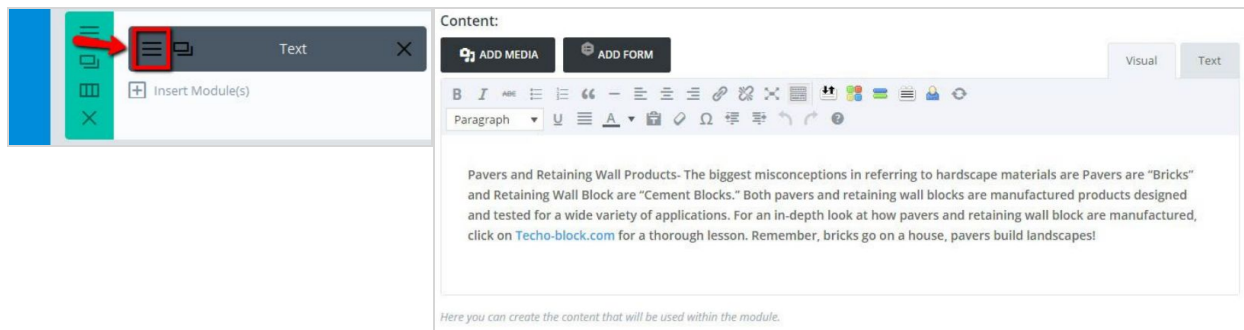 Text
Insert Module(s)
Content:
ADD MEDIA
ADD FORM
Visual
Text
B I ABC
Paragraph U A Ω
Pavers and Retaining Wall Products- The biggest misconceptions in referring to hardscape materials are Pavers are “Bricks”
and Retaining Wall Block are “Cement Blocks.” Both pavers and retaining wall blocks are manufactured products designed
and tested for a wide variety of applications. For an in-depth look at how pavers and retaining wall block are manufactured,
click on Techo-block.com for a thorough lesson. Remember, bricks go on a house, pavers build landscapes!
Here you can create the content that will be used within the module.